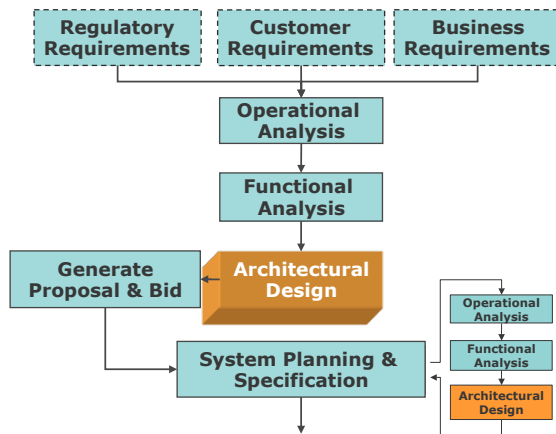 Regulatory
Requirements
Customer
Requirements
Business
Requirements
Operational
Analysis
Functional
Analysis
Generate
Proposal & Bid
Architectural
Design
System Planning &
Specification
Operational
Analysis
Functional
Analysis
Architectural
Design